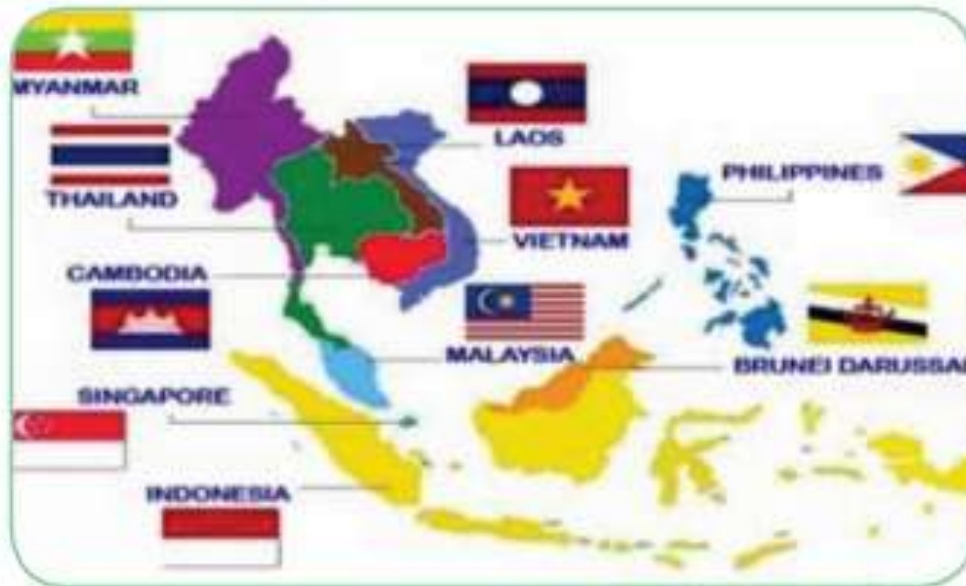 MYANMAR
LAOS
THAILAND
PHILIPPINES
VIETNAM
CAMBODIA
MALAYSIA
BRUNEI DARUSSAL
SINGAPORE
INDONESIA